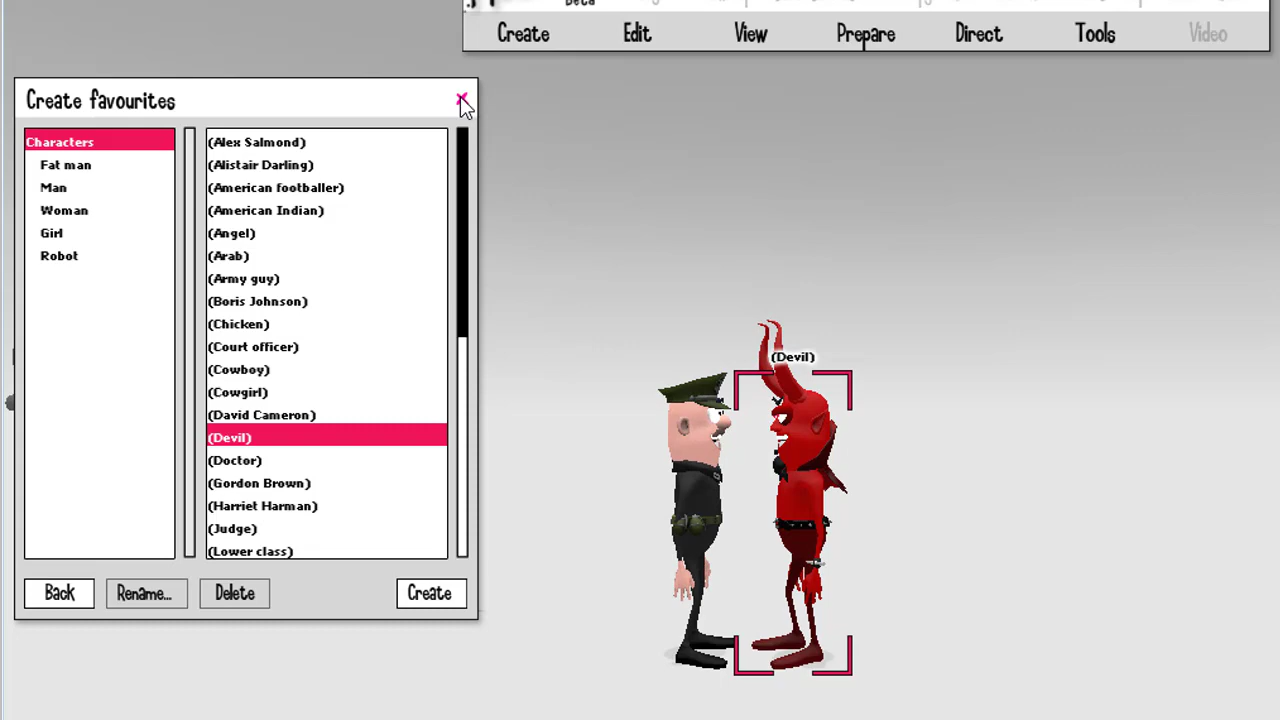 Beta
Create Edit View Prepare Direct Tools Video
Create favourites
Characters
Fat man
Man
Woman
Girl
Robot
(Alex Salmond)
(Alistair Darling)
(American footballer)
(American Indian)
(Angel)
(Arab)
(Army guy)
(Boris Johnson)
(Chicken)
(Court officer)
(Cowboy)
(Cowgirl)
(David Cameron)
(Devil)
(Doctor)
(Gordon Brown)
(Harriet Harman)
(Judge)
(Lower class)
Back Rename... Delete Create
(Devil)